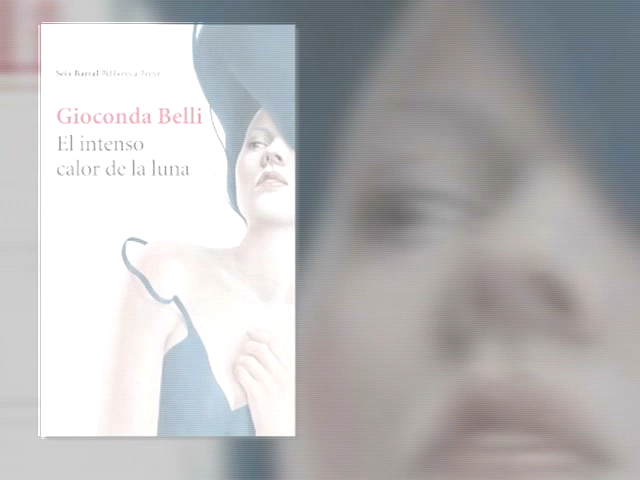 Seix Barral Biblioteca Breve
Gioconda Belli
El intenso
calor de la luna